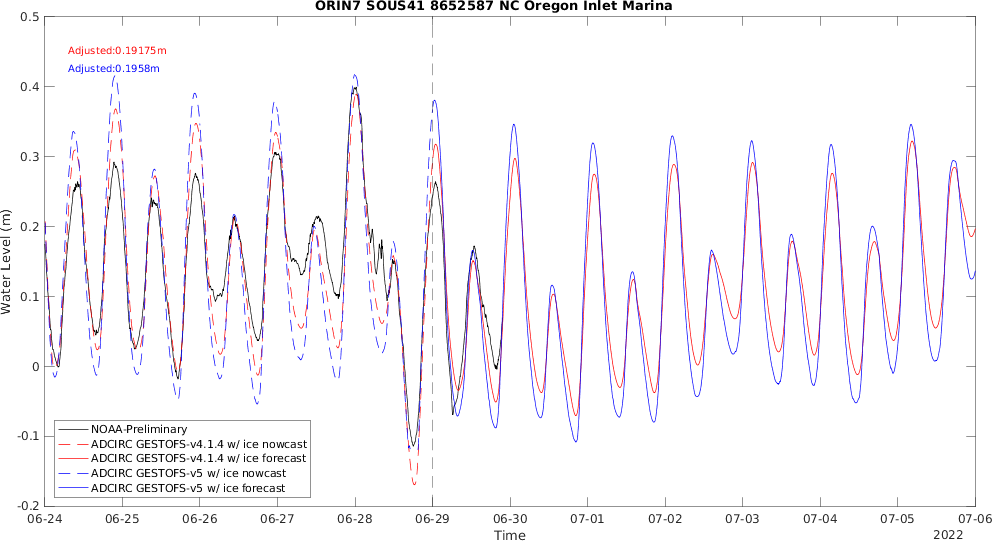 ORIN7 SOUS41 8652587 NC Oregon Inlet Marina
Adjusted:0.19175m
Adjusted:0.1958m
Water Level (m)
0.5
0.4
0.3
0.2
0.1
0
-0.1
-0.2
NOAA-Preliminary
ADCIRC GESTOFS-v4.1.4 w/ ice nowcast
ADCIRC GESTOFS-v4.1.4 w/ ice forecast
ADCIRC GESTOFS-v5 w/ ice nowcast
ADCIRC GESTOFS-v5 w/ ice forecast
06-24 06-25 06-26 06-27 06-28 06-29 06-30 07-01 07-02 07-03 07-04 07-05 07-06
Time
2022